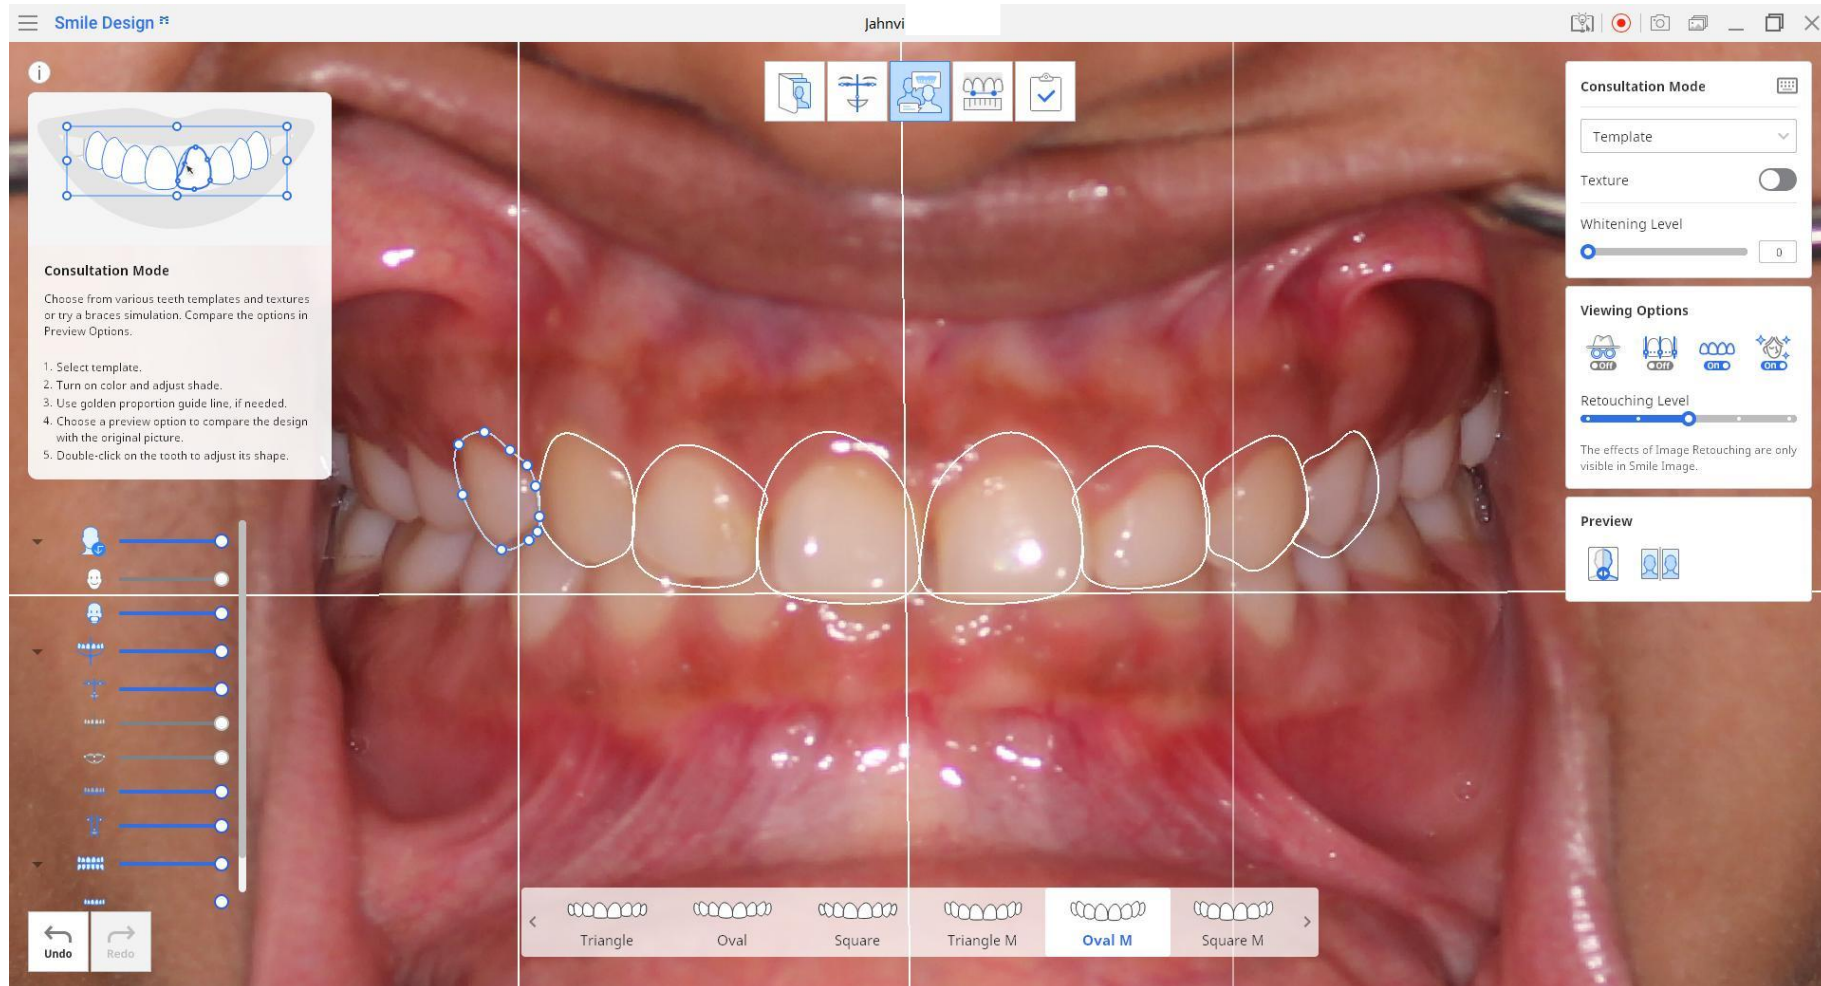 Smile Design
Jahnvi
Consultation Mode
Choose from various teeth templates and textures
or try a braces simulation. Compare the options in
Preview Options.
1. Select template.
2. Turn on color and adjust shade.
3. Use golden proportion guide line, if needed.
4. Choose a preview option to compare the design
with the original picture.
5. Double-click on the tooth to adjust its shape.
Undo
Redo
Triangle
Oval
Square
Triangle M
Oval M
Square M
Consultation Mode
Template
Texture
Whitening Level
0
Viewing Options
Off
Off
On
On
Retouching Level
The effects of Image Retouching are only
visible in Smile Image.
Preview